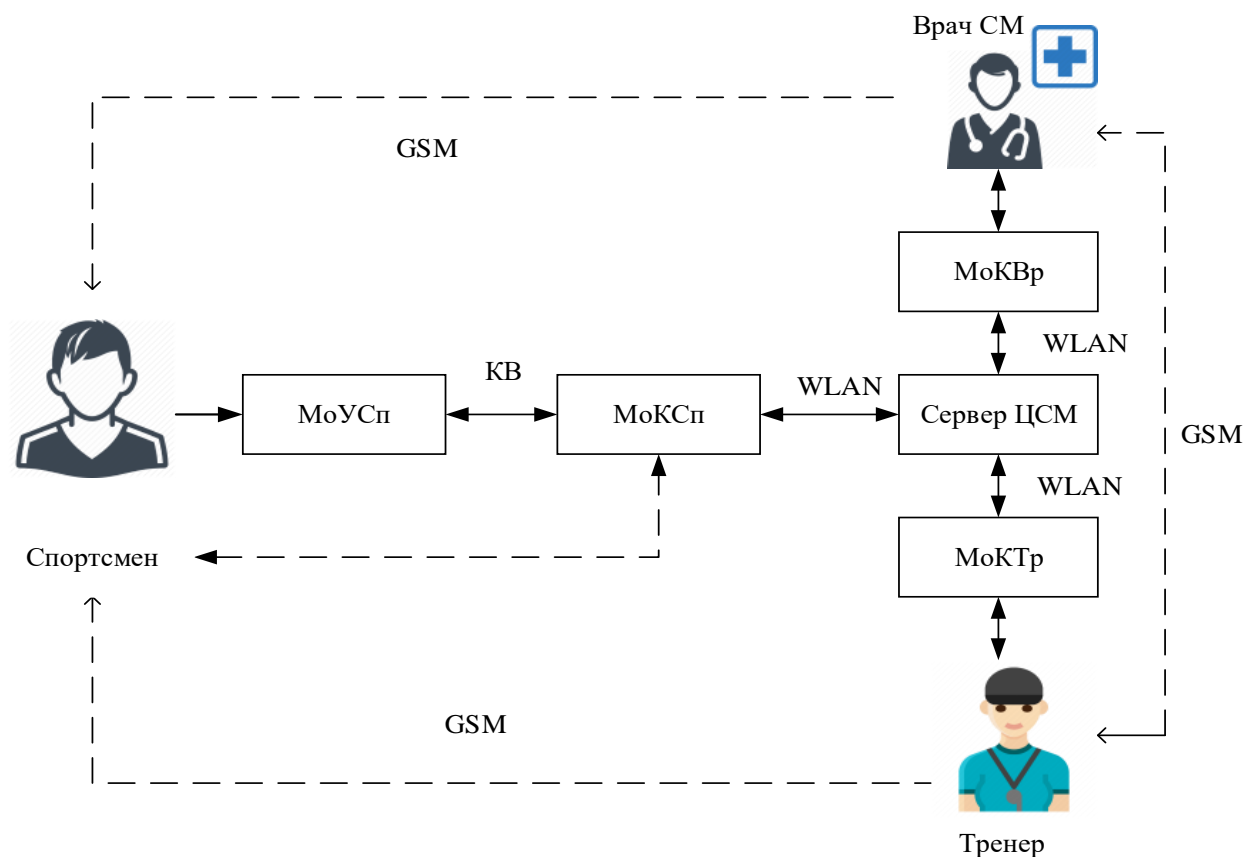 Врач СМ
GSM
МоКВр
WLAN
КВ
WLAN
МоУСп
МоКСп
Сервер ЦСМ
GSM
WLAN
Спортсмен
МоКТр
GSM
Тренер